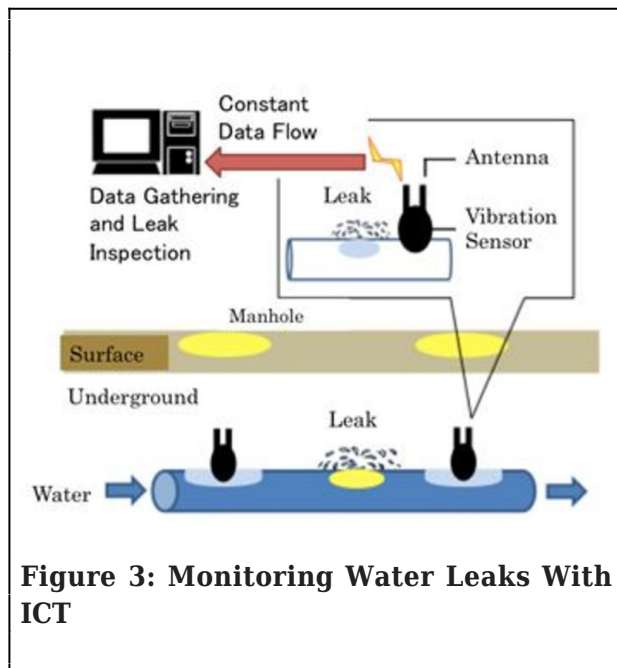 Constant
Data Flow
Antenna
Data Gathering
and Leak
Inspection
Leak
Vibration
Sensor
Manhole
Surface
Underground
Leak
Water
Figure 3: Monitoring Water Leaks With
ICT